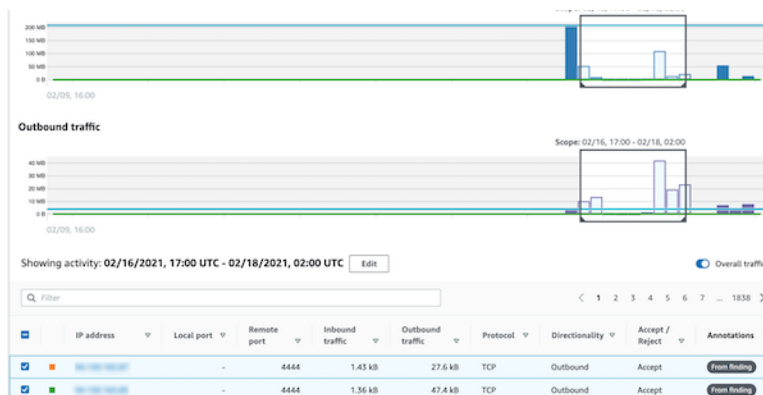 200 MB
150 MB
100 MB
50 MB
0 B
02/09, 16:00
Outbound traffic
Scope: 02/16, 17:00 - 02/18, 02:00
40 MB
30 MB
20 MB
10 MB
0 B
02/09, 16:00
Showing activity: 02/16/2021, 17:00 UTC - 02/18/2021, 02:00 UTC Edit Overall traffi
Filter < 1 2 3 4 5 6 7 ... 1838 >
IP address Local port Remote port Inbound traffic Outbound traffic Protocol Directionality Accept / Reject Annotations
- 4444 1.43 kB 27.6 kB TCP Outbound Accept From finding
- 4444 1.36 kB 47.4 kB TCP Outbound Accept From finding